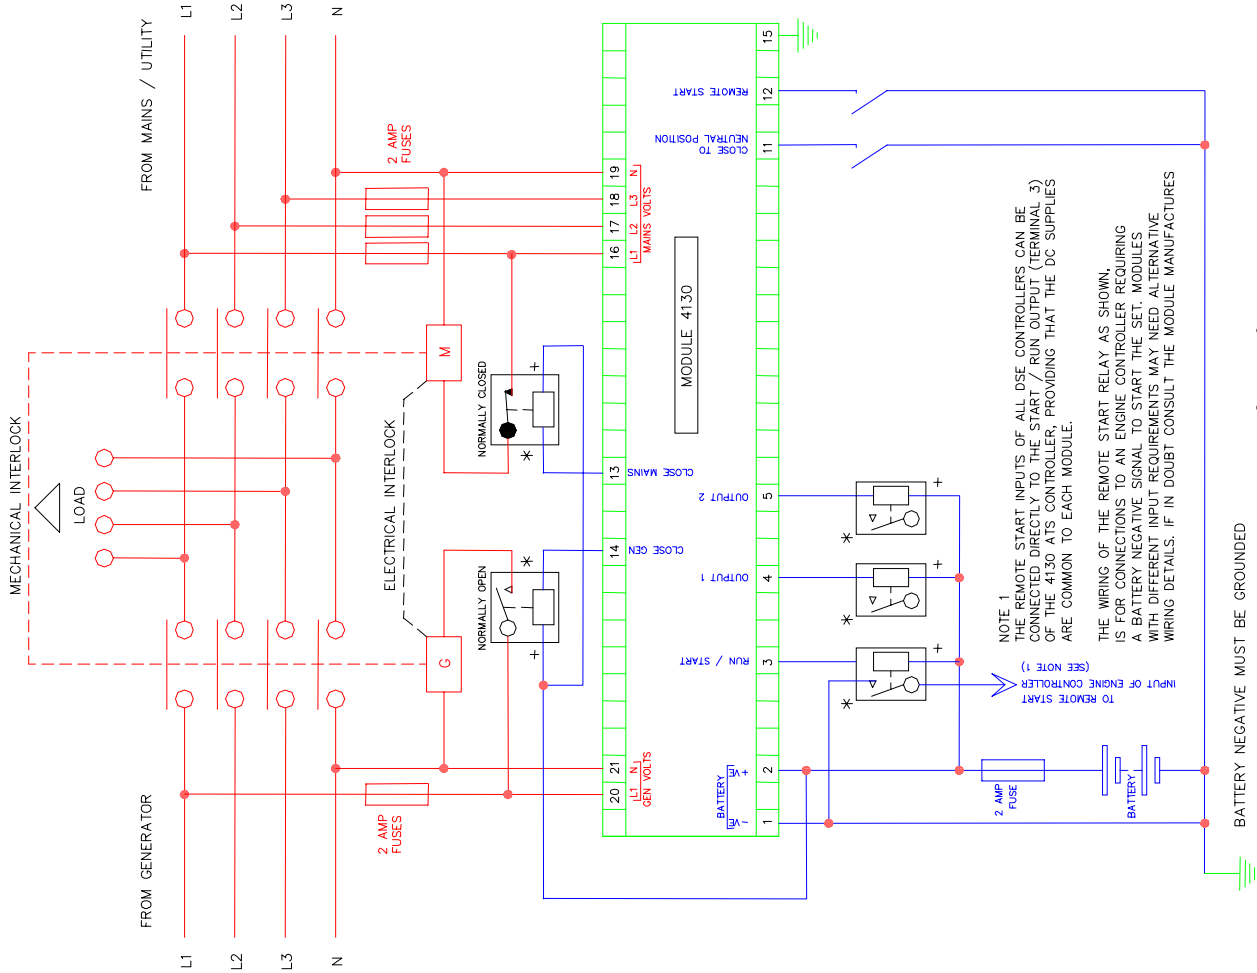 MECHANICAL INTERLOCK
LOAD
FROM MAINS / UTILITY
L1
L2
L3
N
FROM GENERATOR
L1
L2
L3
N
2 AMP
FUSES
2 AMP
FUSES
ELECTRICAL INTERLOCK
M
G
NORMALLY CLOSED
+
*
NORMALLY OPEN
*
+
19 N
18 L3
17 L2
16 L1
MAINS VOLTS
13 CLOSE MAINS
14 CLOSE GEN
21 N
20 L1
GEN VOLTS
MODULE 4130
15
12 REMOTE START
11 CLOSE TO
NEUTRAL POSITION
5 OUTPUT 2
4 OUTPUT 1
3 RUN / START
2 +VE
1 -VE
BATTERY
+
*
+
*
+
*
TO REMOTE START
INPUT OF ENGINE CONTROLLER
(SEE NOTE 1)
2 AMP
FUSE
BATTERY
NOTE 1
THE REMOTE START INPUTS OF ALL DSE CONTROLLERS CAN BE
CONNECTED DIRECTLY TO THE START / RUN OUTPUT (TERMINAL 3)
OF THE 4130 ATS CONTROLLER, PROVIDING THAT THE DC SUPPLIES
ARE COMMON TO EACH MODULE.
THE WIRING OF THE REMOTE START RELAY AS SHOWN,
IS FOR CONNECTIONS TO AN ENGINE CONTROLLER REQUIRING
A BATTERY NEGATIVE SIGNAL TO START THE SET. MODULES
WITH DIFFERENT INPUT REQUIREMENTS MAY NEED ALTERNATIVE
WIRING DETAILS. IF IN DOUBT CONSULT THE MODULE MANUFACTURES
BATTERY NEGATIVE MUST BE GROUNDED